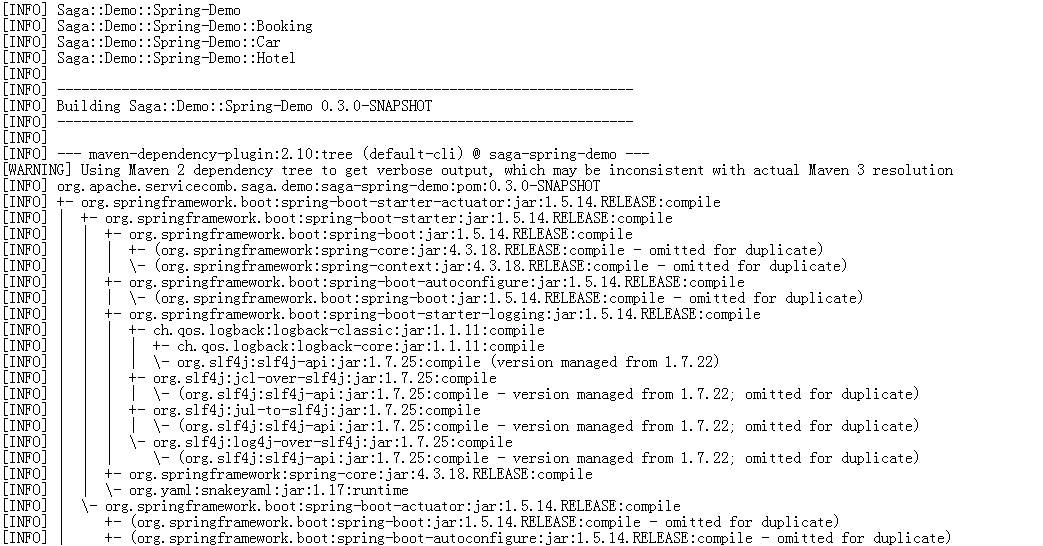 [INFO] Saga::Demo::Spring-Demo
[INFO] Saga::Demo::Spring-Demo::Booking
[INFO] Saga::Demo::Spring-Demo::Car
[INFO] Saga::Demo::Spring-Demo::Hotel
[INFO]
[INFO] ------------------------------------------------------------------------
[INFO] Building Saga::Demo::Spring-Demo 0.3.0-SNAPSHOT
[INFO] ------------------------------------------------------------------------
[INFO]
[INFO] --- maven-dependency-plugin:2.10:tree (default-cli) @ saga-spring-demo ---
[WARNING] Using Maven 2 dependency tree to get verbose output, which may be inconsistent with actual Maven 3 resolution
[INFO] org.apache.servicecomb.saga.demo:saga-spring-demo:pom:0.3.0-SNAPSHOT
[INFO] +- org.springframework.boot:spring-boot-starter-actuator:jar:1.5.14.RELEASE:compile
[INFO] |  +- org.springframework.boot:spring-boot-starter:jar:1.5.14.RELEASE:compile
[INFO] |  |  +- org.springframework.boot:spring-boot:jar:1.5.14.RELEASE:compile
[INFO] |  |  |  +- (org.springframework:spring-core:jar:4.3.18.RELEASE:compile - omitted for duplicate)
[INFO] |  |  |  \- (org.springframework:spring-context:jar:4.3.18.RELEASE:compile - omitted for duplicate)
[INFO] |  |  +- org.springframework.boot:spring-boot-autoconfigure:jar:1.5.14.RELEASE:compile
[INFO] |  |  |  \- (org.springframework.boot:spring-boot:jar:1.5.14.RELEASE:compile - omitted for duplicate)
[INFO] |  |  +- org.springframework.boot:spring-boot-starter-logging:jar:1.5.14.RELEASE:compile
[INFO] |  |  |  +- ch.qos.logback:logback-classic:jar:1.1.11:compile
[INFO] |  |  |  |  +- ch.qos.logback:logback-core:jar:1.1.11:compile
[INFO] |  |  |  |  \- org.slf4j:slf4j-api:jar:1.7.25:compile (version managed from 1.7.22)
[INFO] |  |  |  +- org.slf4j:jcl-over-slf4j:jar:1.7.25:compile
[INFO] |  |  |  |  \- (org.slf4j:slf4j-api:jar:1.7.25:compile - version managed from 1.7.22; omitted for duplicate)
[INFO] |  |  |  +- org.slf4j:jul-to-slf4j:jar:1.7.25:compile
[INFO] |  |  |  |  \- (org.slf4j:slf4j-api:jar:1.7.25:compile - version managed from 1.7.22; omitted for duplicate)
[INFO] |  |  |  \- org.slf4j:log4j-over-slf4j:jar:1.7.25:compile
[INFO] |  |  |     \- (org.slf4j:slf4j-api:jar:1.7.25:compile - version managed from 1.7.22; omitted for duplicate)
[INFO] |  |  +- org.springframework:spring-core:jar:4.3.18.RELEASE:compile
[INFO] |  |  \- org.yaml:snakeyaml:jar:1.17:runtime
[INFO] |  \- org.springframework.boot:spring-boot-actuator:jar:1.5.14.RELEASE:compile
[INFO] |     +- (org.springframework.boot:spring-boot:jar:1.5.14.RELEASE:compile - omitted for duplicate)
[INFO] |     +- (org.springframework.boot:spring-boot-autoconfigure:jar:1.5.14.RELEASE:compile - omitted for duplicate)